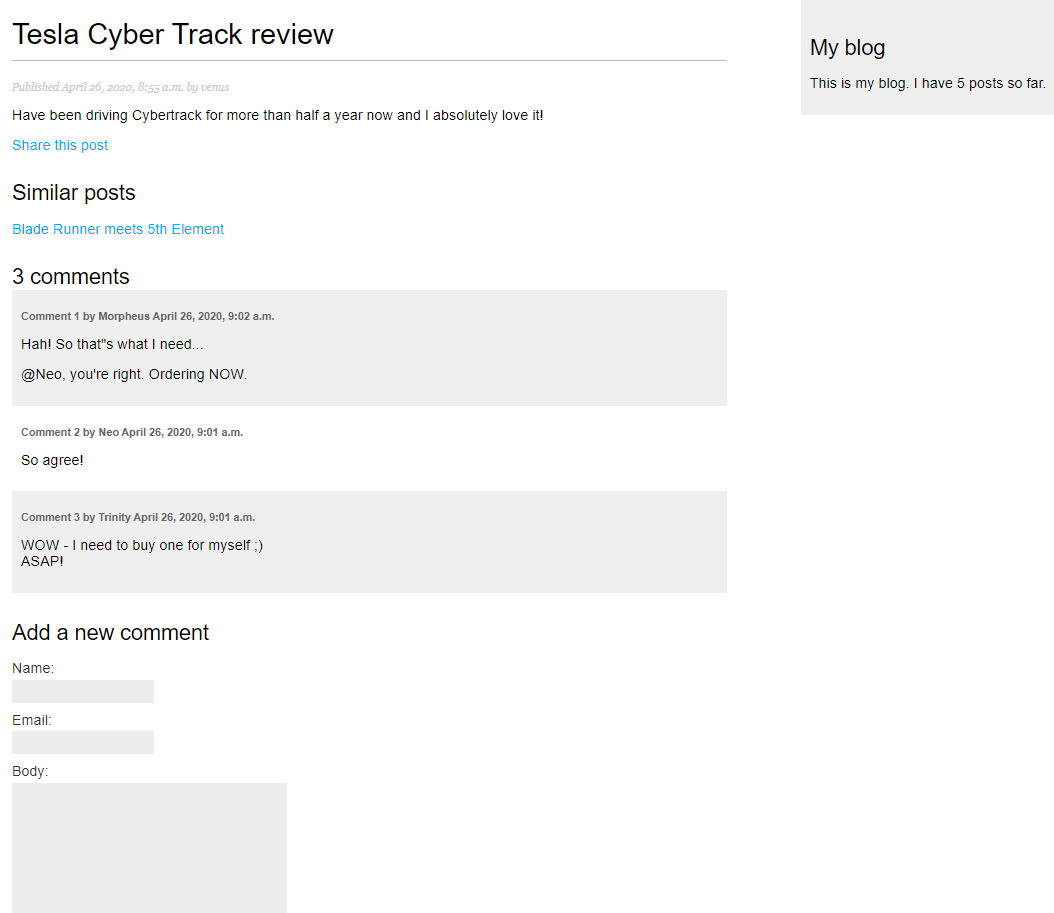 Tesla Cyber Track review
Published April 26, 2020, 8:55 a.m. by venus
Have been driving Cybertrack for more than half a year now and I absolutely love it!
Share this post
Similar posts
Blade Runner meets 5th Element
3 comments
Comment 1 by Morpheus April 26, 2020, 9:02 a.m.
Hah! So that"s what I need...
@Neo, you're right. Ordering NOW.
Comment 2 by Neo April 26, 2020, 9:01 a.m.
So agree!
Comment 3 by Trinity April 26, 2020, 9:01 a.m.
WOW - I need to buy one for myself ;)
ASAP!
Add a new comment
Name:
Email:
Body:
My blog
This is my blog. I have 5 posts so far.